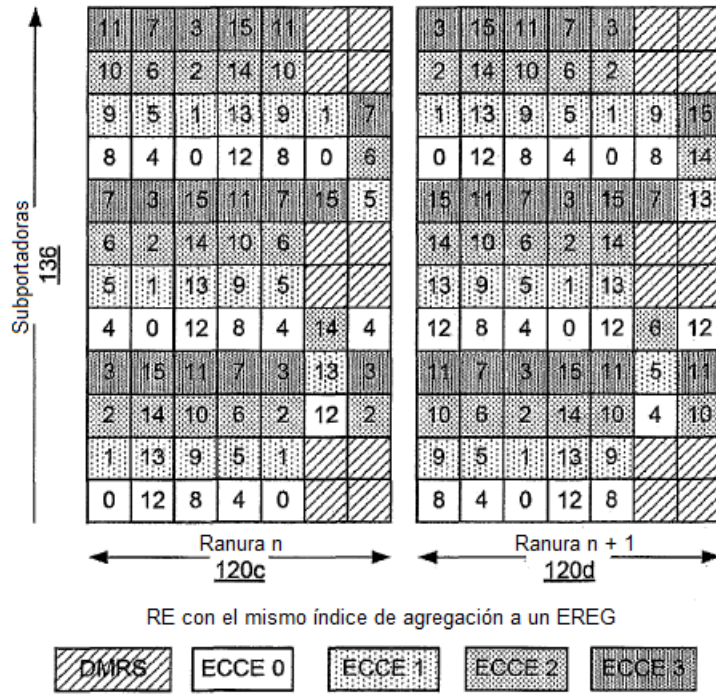 11 7 3 15 11 3 15 11 7 3
10 6 2 14 10 2 14 10 6 2
9 5 1 13 9 1 7 1 13 9 5 1 9 15
8 4 0 12 8 0 6 0 12 8 4 0 8 14
7 3 15 11 7 15 5 15 11 7 3 15 7 13
6 2 14 10 6 14 10 6 2 14
5 1 13 9 5 13 9 5 1 13
4 0 12 8 4 14 4 12 8 4 0 12 6 12
3 15 11 7 3 13 3 11 7 3 15 11 5 11
2 14 10 6 2 12 2 10 6 2 14 10 4 10
1 13 9 5 1 9 5 1 13 9
0 12 8 4 0 8 4 0 12 8
Subportadoras
136
Ranura n
120c
Ranura n + 1
120d
RE con el mismo índice de agregación a un EREG
DMRS ECCE 0 ECCE 1 ECCE 2 ECCE 3